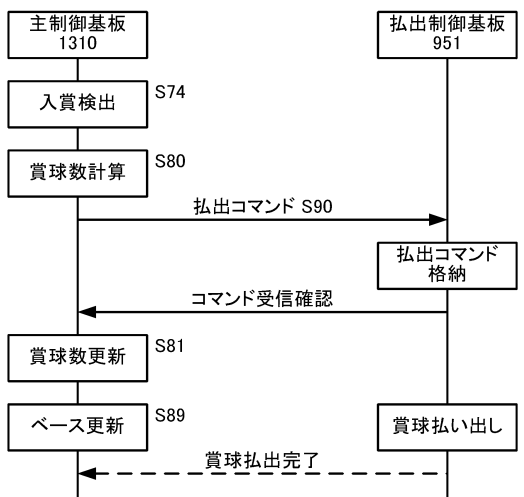 主制御基板
1310
払出制御基板
951
入賞検出
S74
賞球数計算
S80
払出コマンド S90
払出コマンド
格納
コマンド受信確認
賞球数更新
S81
ベース更新
S89
賞球払い出し
賞球払出完了